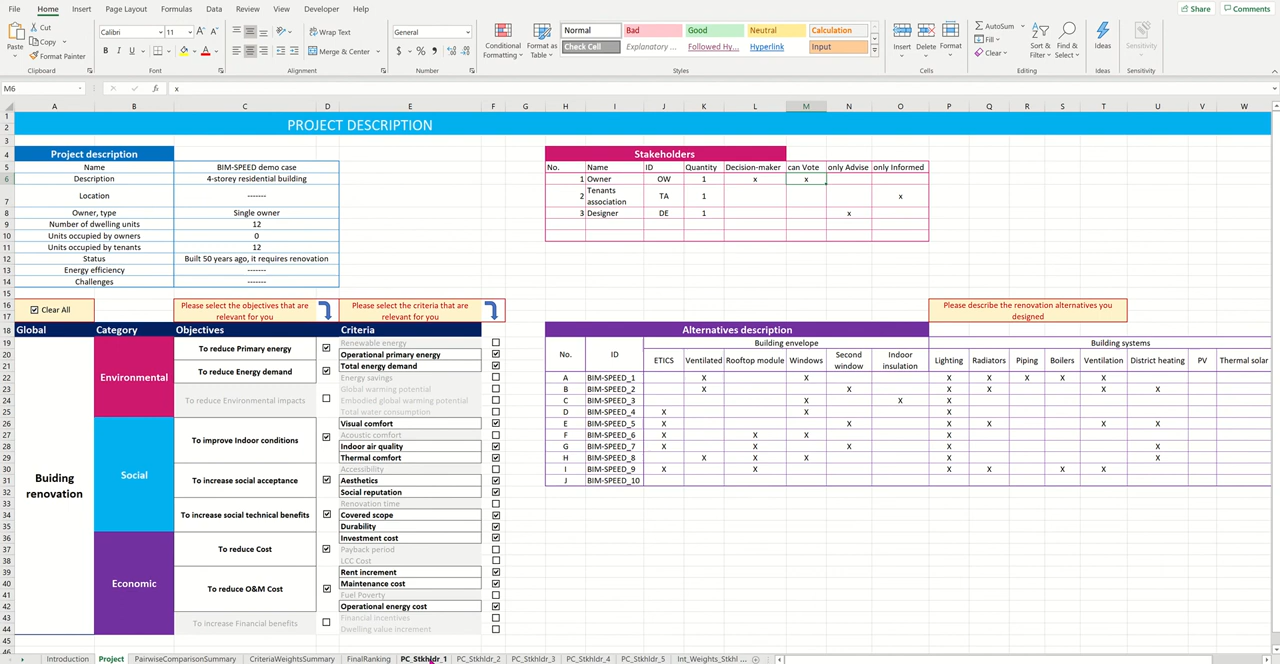 File Home Insert Page Layout Formulas Data Review View Developer Help Share Comments
Cut Calibri 11 Wrap Text General Normal Bad Good Neutral Calculation AutoSum
Copy Fill
Paste Format Painter B I U Merge & Center $ % Conditional Formatting Format as Table Check Cell Explanatory ... Followed Hy... Hyperlink Input Insert Delete Format Clear Sort & Filter Find & Select Ideas Sensitivity
Clipboard Font Alignment Number Styles Cells Editing Ideas Sensitivity
M6 fx x
A B C D E F G H I J K L M N O P Q R S T U V W
PROJECT DESCRIPTION
Project description
Name BIM-SPEED demo case
Description 4-storey residential building
Location -------
Owner, type Single owner
Number of dwelling units 12
Units occupied by owners 0
Units occupied by tenants 12
Status Built 50 years ago, it requires renovation
Energy efficiency -------
Challenges -------
Stakeholders
No. Name ID Quantity Decision-maker can Vote only Advise only Informed
1 Owner OW 1 x x
2 Tenants association TA 1 x
3 Designer DE 1 x
Clear All
Please select the objectives that are relevant for you
Please select the criteria that are relevant for you
Please describe the renovation alternatives you designed
Global Category Objectives Criteria
Buiding renovation
Environmental
To reduce Primary energy
To reduce Energy demand
To reduce Environmental impacts
Social
To improve Indoor conditions
To increase social acceptance
To increase social technical benefits
Economic
To reduce Cost
To reduce O&M Cost
To increase Financial benefits
Renewable energy
Operational primary energy
Total energy demand
Energy savings
Global warming potential
Embodied global warming potential
Total water consumption
Visual comfort
Acoustic comfort
Indoor air quality
Thermal comfort
Accessibility
Aesthetics
Social reputation
Renovation time
Covered scope
Durability
Investment cost
Payback period
LCC Cost
Rent increment
Maintenance cost
Fuel Poverty
Operational energy cost
Financial incentives
Dwelling value increment
Alternatives description
Building envelope Building systems
No. ID ETICS Ventilated Rooftop module Windows Second window Indoor insulation Lighting Radiators Piping Boilers Ventilation District heating PV Thermal solar
A BIM-SPEED_1 X X X X X X X
B BIM-SPEED_2 X X X X X X
C BIM-SPEED_3 X X X
D BIM-SPEED_4 X X X
E BIM-SPEED_5 X X X X X X
F BIM-SPEED_6 X X X X
G BIM-SPEED_7 X X X X X
H BIM-SPEED_8 X X X X X
I BIM-SPEED_9 X X X X X X
J BIM-SPEED_10
Introduction Project PairwiseComparisonSummary CriteriaWeightsSummary FinalRanking PC_Stkhldr_1 PC_Stkhldr_2 PC_Stkhldr_3 PC_Stkhldr_4 PC_Stkhldr_5 Int_Weights_Stkhl ...